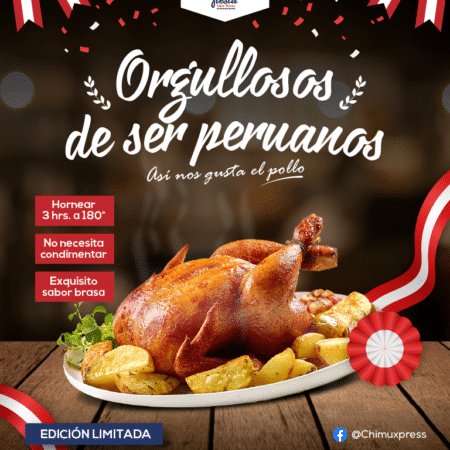 fiesta
Orgullosos
de ser peruanos
Así nos gusta el pollo
Hornear
3 hrs. a 180°
No necesita
condimentar
Exquisito
sabor brasa
EDICIÓN LIMITADA
@Chimuxpress